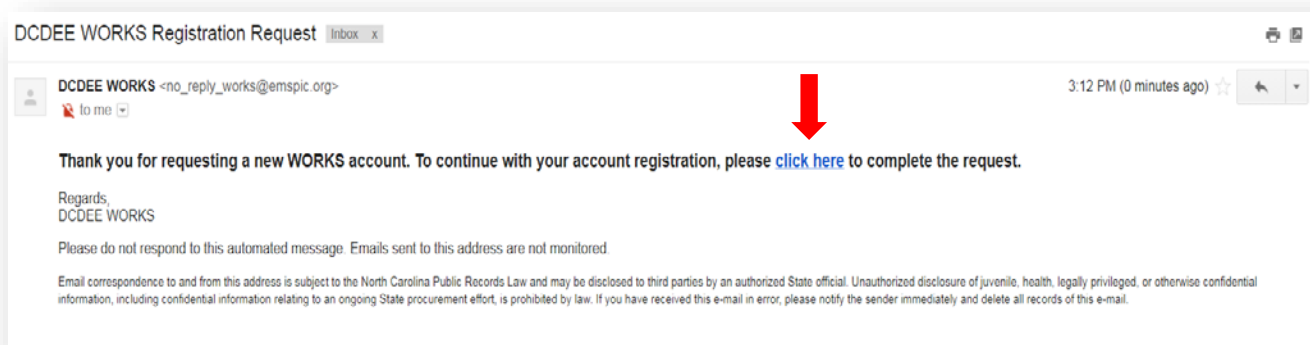 DCDEE WORKS Registration Request Inbox x
DCDEE WORKS <no_reply_works@emspic.org> 3:12 PM (0 minutes ago)
to me
Thank you for requesting a new WORKS account. To continue with your account registration, please click here to complete the request.
Regards,
DCDEE WORKS
Please do not respond to this automated message. Emails sent to this address are not monitored.
Email correspondence to and from this address is subject to the North Carolina Public Records Law and may be disclosed to third parties by an authorized State official. Unauthorized disclosure of juvenile, health, legally privileged, or otherwise confidential
information, including confidential information relating to an ongoing State procurement effort, is prohibited by law. If you have received this e-mail in error, please notify the sender immediately and delete all records of this e-mail.